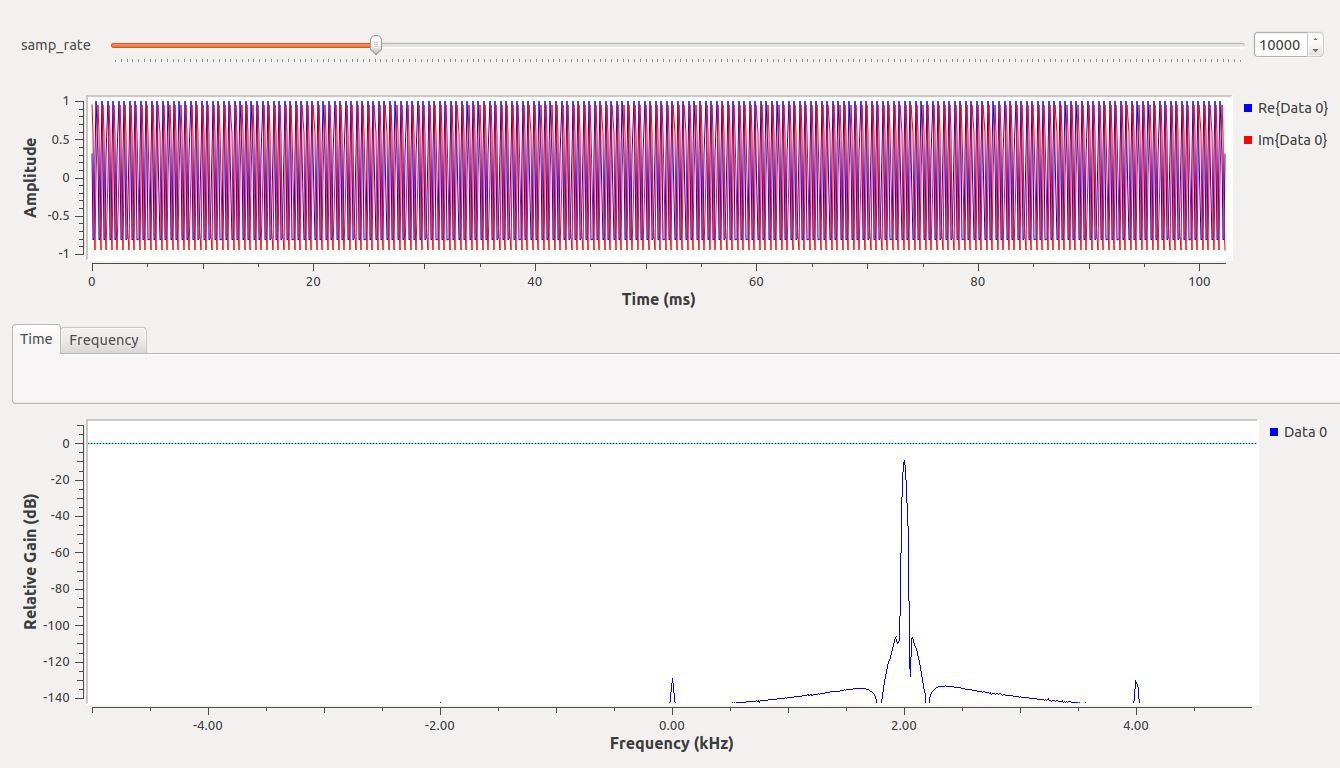 samp_rate
10000
1
0.5
0
-0.5
-1
Amplitude
Re{Data 0}
Im{Data 0}
0 20 40 60 80 100
Time (ms)
Time Frequency
0
-20
-40
-60
-80
-100
-120
-140
Relative Gain (dB)
Data 0
-4.00 -2.00 0.00 2.00 4.00
Frequency (kHz)